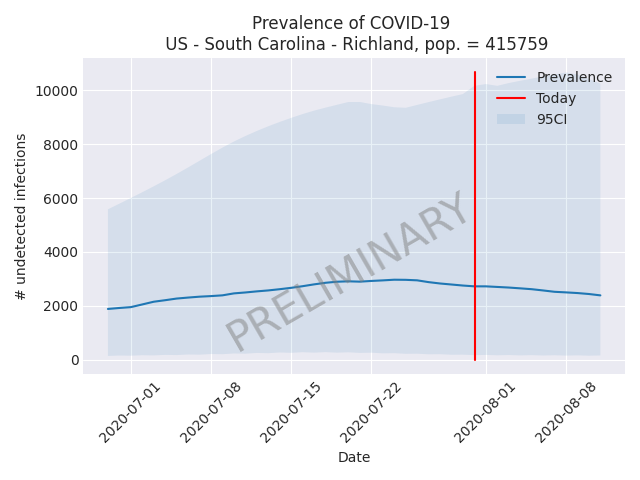 Prevalence of COVID-19
US - South Carolina - Richland, pop. = 415759
Prevalence
Today
95CI
# undetected infections
10000
8000
6000
4000
2000
0
PRELIMINARY
2020-07-01
2020-07-08
2020-07-15
2020-07-22
2020-08-01
2020-08-08
Date